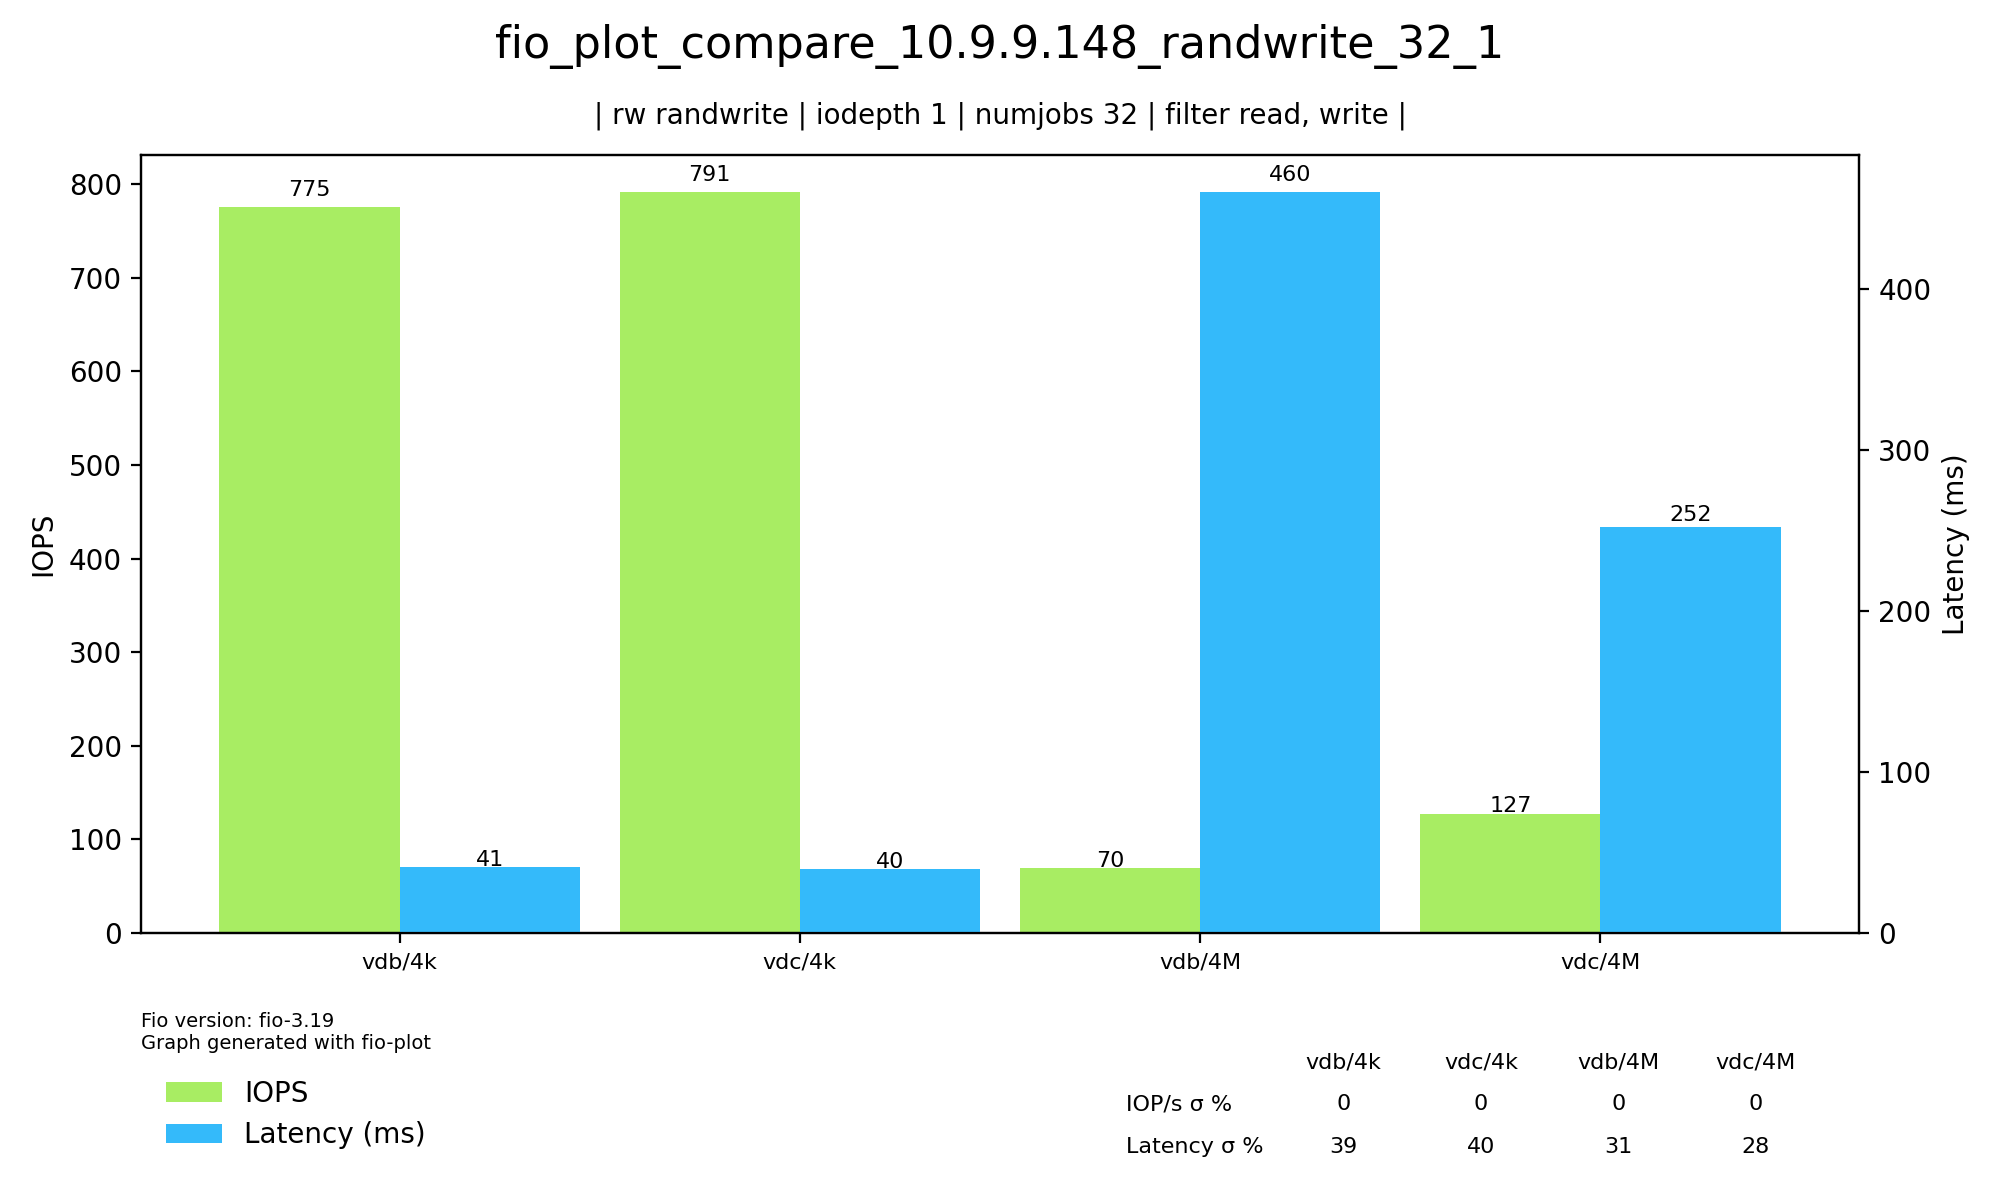 fio_plot_compare_10.9.9.148_randwrite_32_1
| rw randwrite | iodepth 1 | numjobs 32 | filter read, write |
IOPS
800
700
600
500
400
300
200
100
0
775
41
791
40
70
460
127
252
400
300
200
100
0
Latency (ms)
vdb/4k vdc/4k vdb/4M vdc/4M
Fio version: fio-3.19
Graph generated with fio-plot
IOPS
Latency (ms)
vdb/4k vdc/4k vdb/4M vdc/4M
IOP/s σ % 0 0 0 0
Latency σ % 39 40 31 28